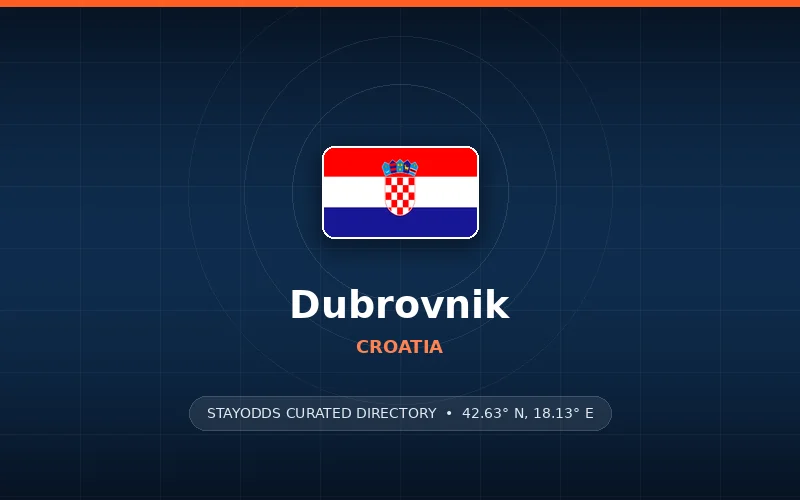 Dubrovnik
CROATIA
STAYODDS CURATED DIRECTORY • 42.63° N, 18.13° E